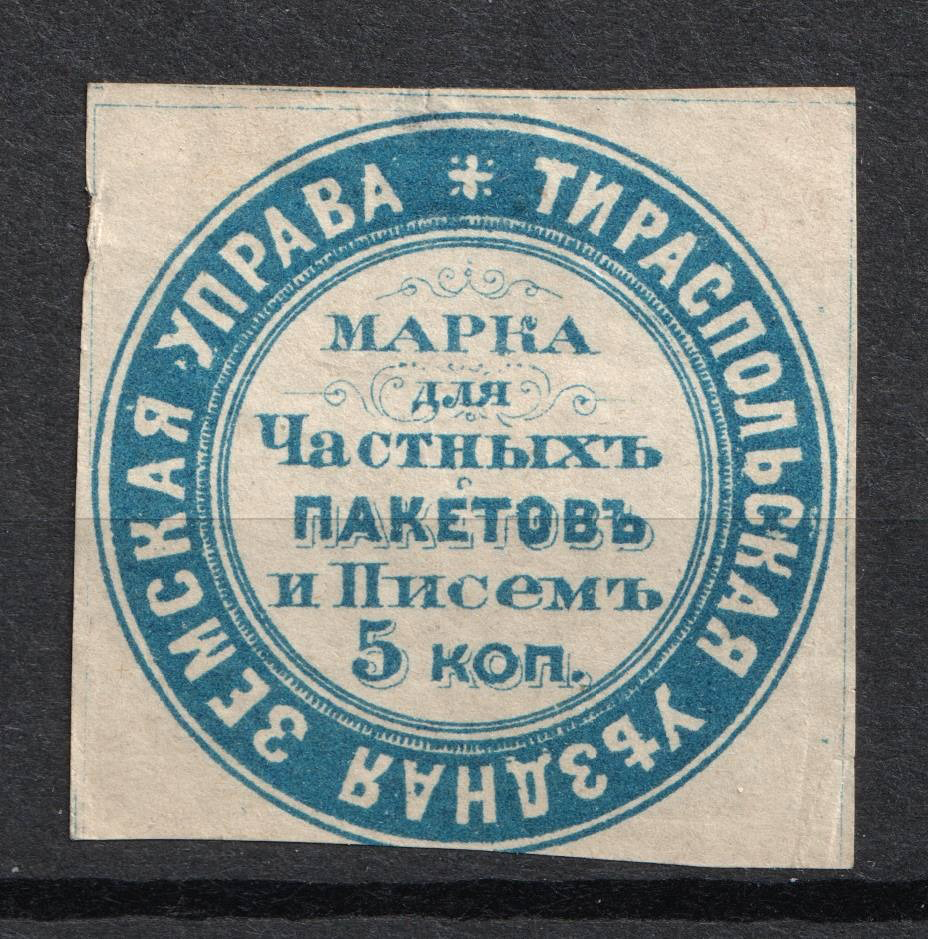 ТИРАСПОЛЬСКАЯ УѢЗДНАЯ ЗЕМСКАЯ УПРАВА
МАРКА
для
Частныхъ
ПАКЕТОВЪ
и Писемъ
5 коп.